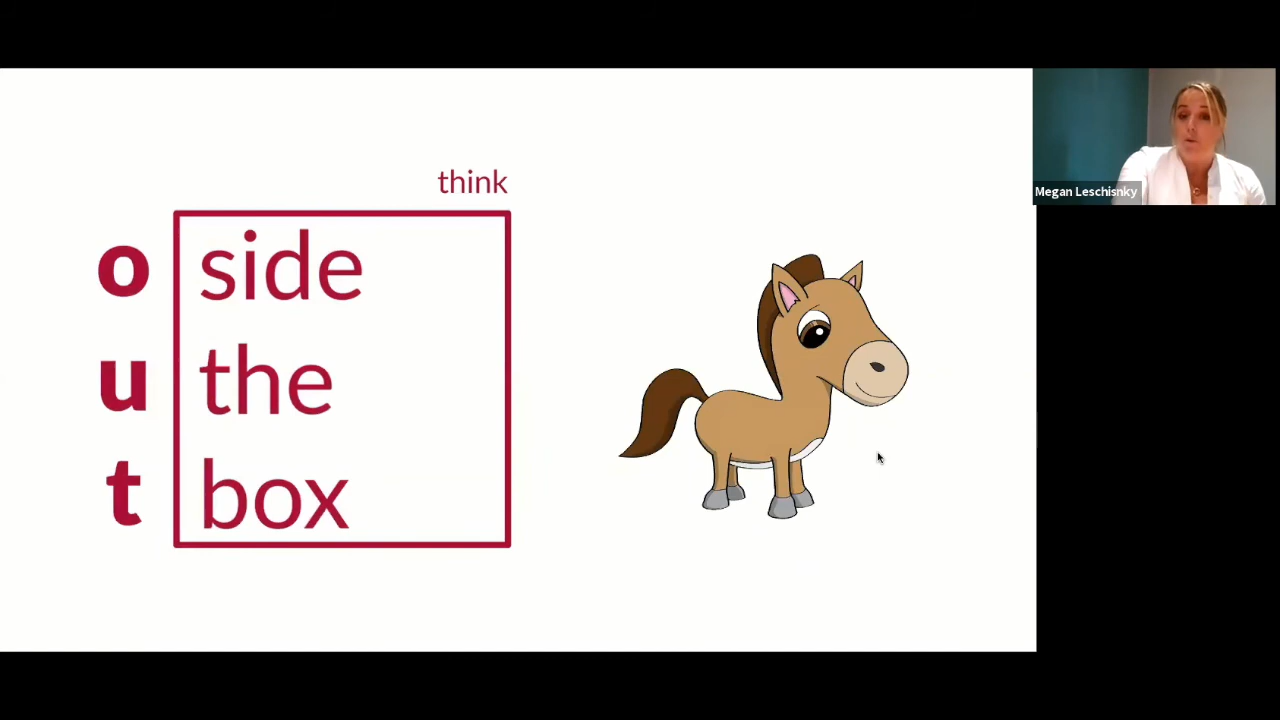 think
o side
u the
t box
Megan Leschisnky